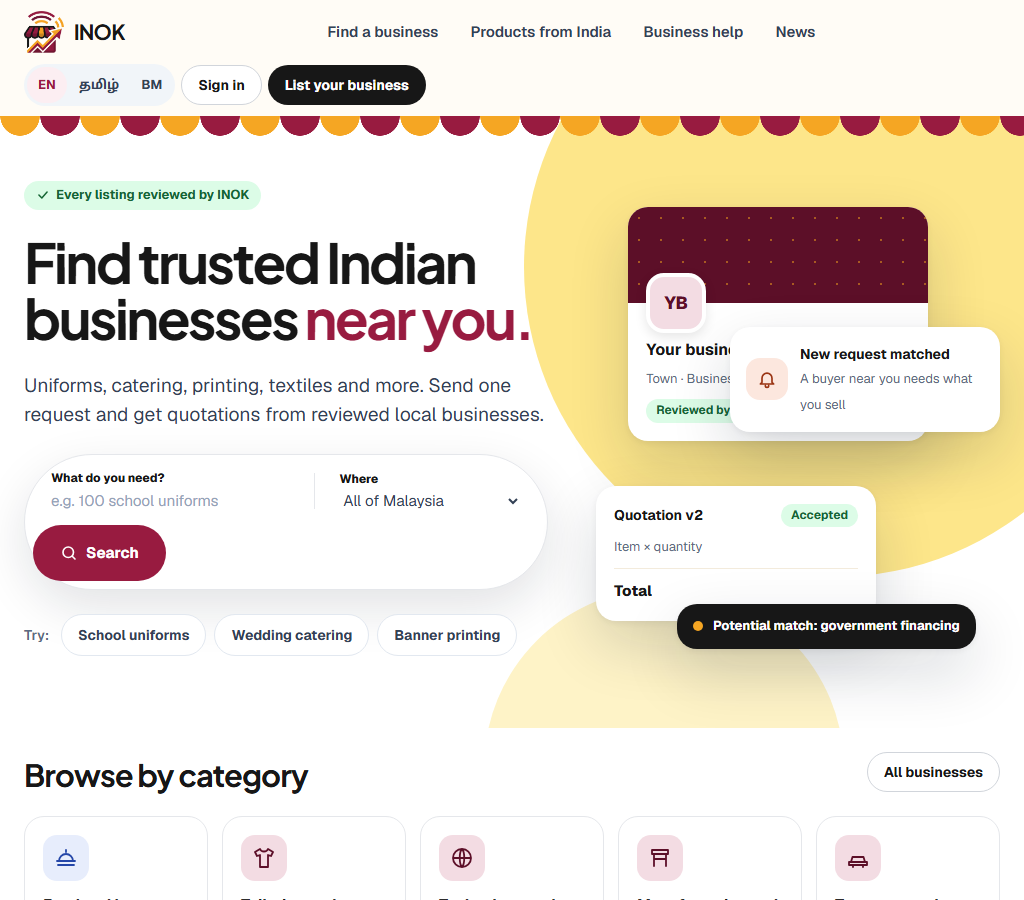 INOK
Find a business
Products from India
Business help
News
EN
தமிழ்
BM
Sign in
List your business
Every listing reviewed by INOK
Find trusted Indian
businesses near you.
Uniforms, catering, printing, textiles and more. Send one
request and get quotations from reviewed local businesses.
What do you need?
e.g. 100 school uniforms
Where
All of Malaysia
Search
Try:
School uniforms
Wedding catering
Banner printing
YB
Your busin
Town · Busines
Reviewed by
New request matched
A buyer near you needs what
you sell
Quotation v2
Accepted
Item × quantity
Total
Potential match: government financing
Browse by category
All businesses